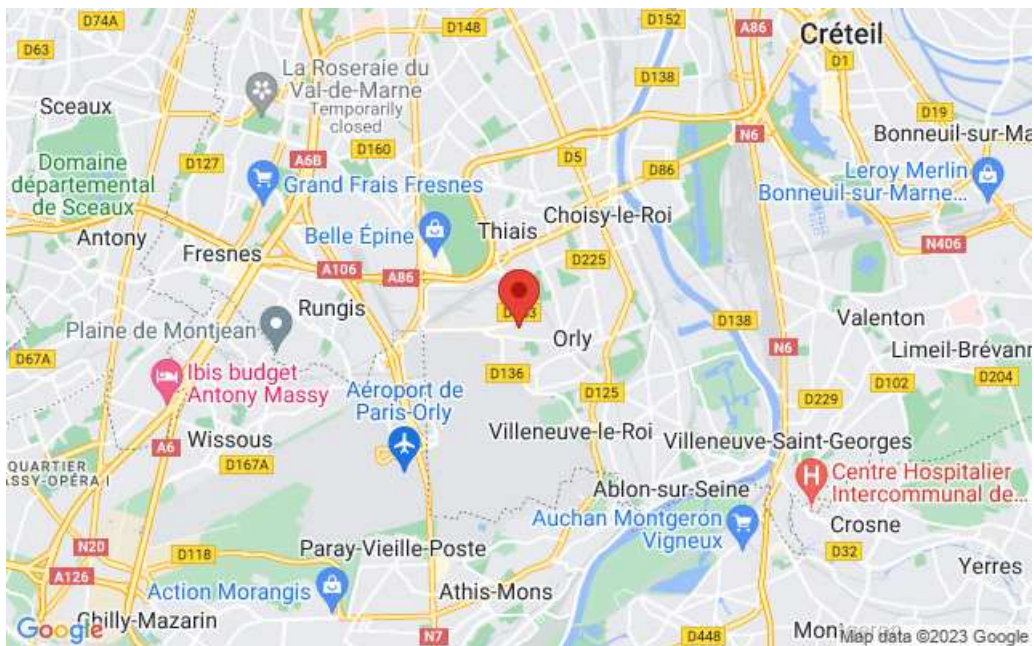 D74A
D148
D152
A86
Créteil
D63
D1
La Roseraie du
Val-de-Marne
Temporarily
closed
D138
Sceaux
D19
N6
Bonneuil-sur-Ma
A6B
D160
D5
D127
D86
Domaine
départemental
de Sceaux
Grand Frais Fresnes
Leroy Merlin
Bonneuil-sur-Marne...
Choisy-le-Roi
Thiais
Belle Épine
Antony
N406
Fresnes
D225
A106
A86
Rungis
Plaine de Montjean
D138
Valenton
Orly
N6
Limeil-Brévann
D67A
Ibis budget
Antony Massy
D136
D204
D102
Aéroport de
Paris-Orly
D125
D229
Villeneuve-le-Roi
Villeneuve-Saint-Georges
A6
Wissous
D167A
QUARTIER
ASSY-OPÉRA
Centre Hospitalier
Intercommunal de...
Ablon-sur-Seine
Auchan Montgeron
Vigneux
Crosne
N20
D118
Paray-Vieille-Poste
D32
Yerres
A126
Action Morangis
Athis-Mons
Chilly-Mazarin
Google
N7
D448
Map data ©2023 Google